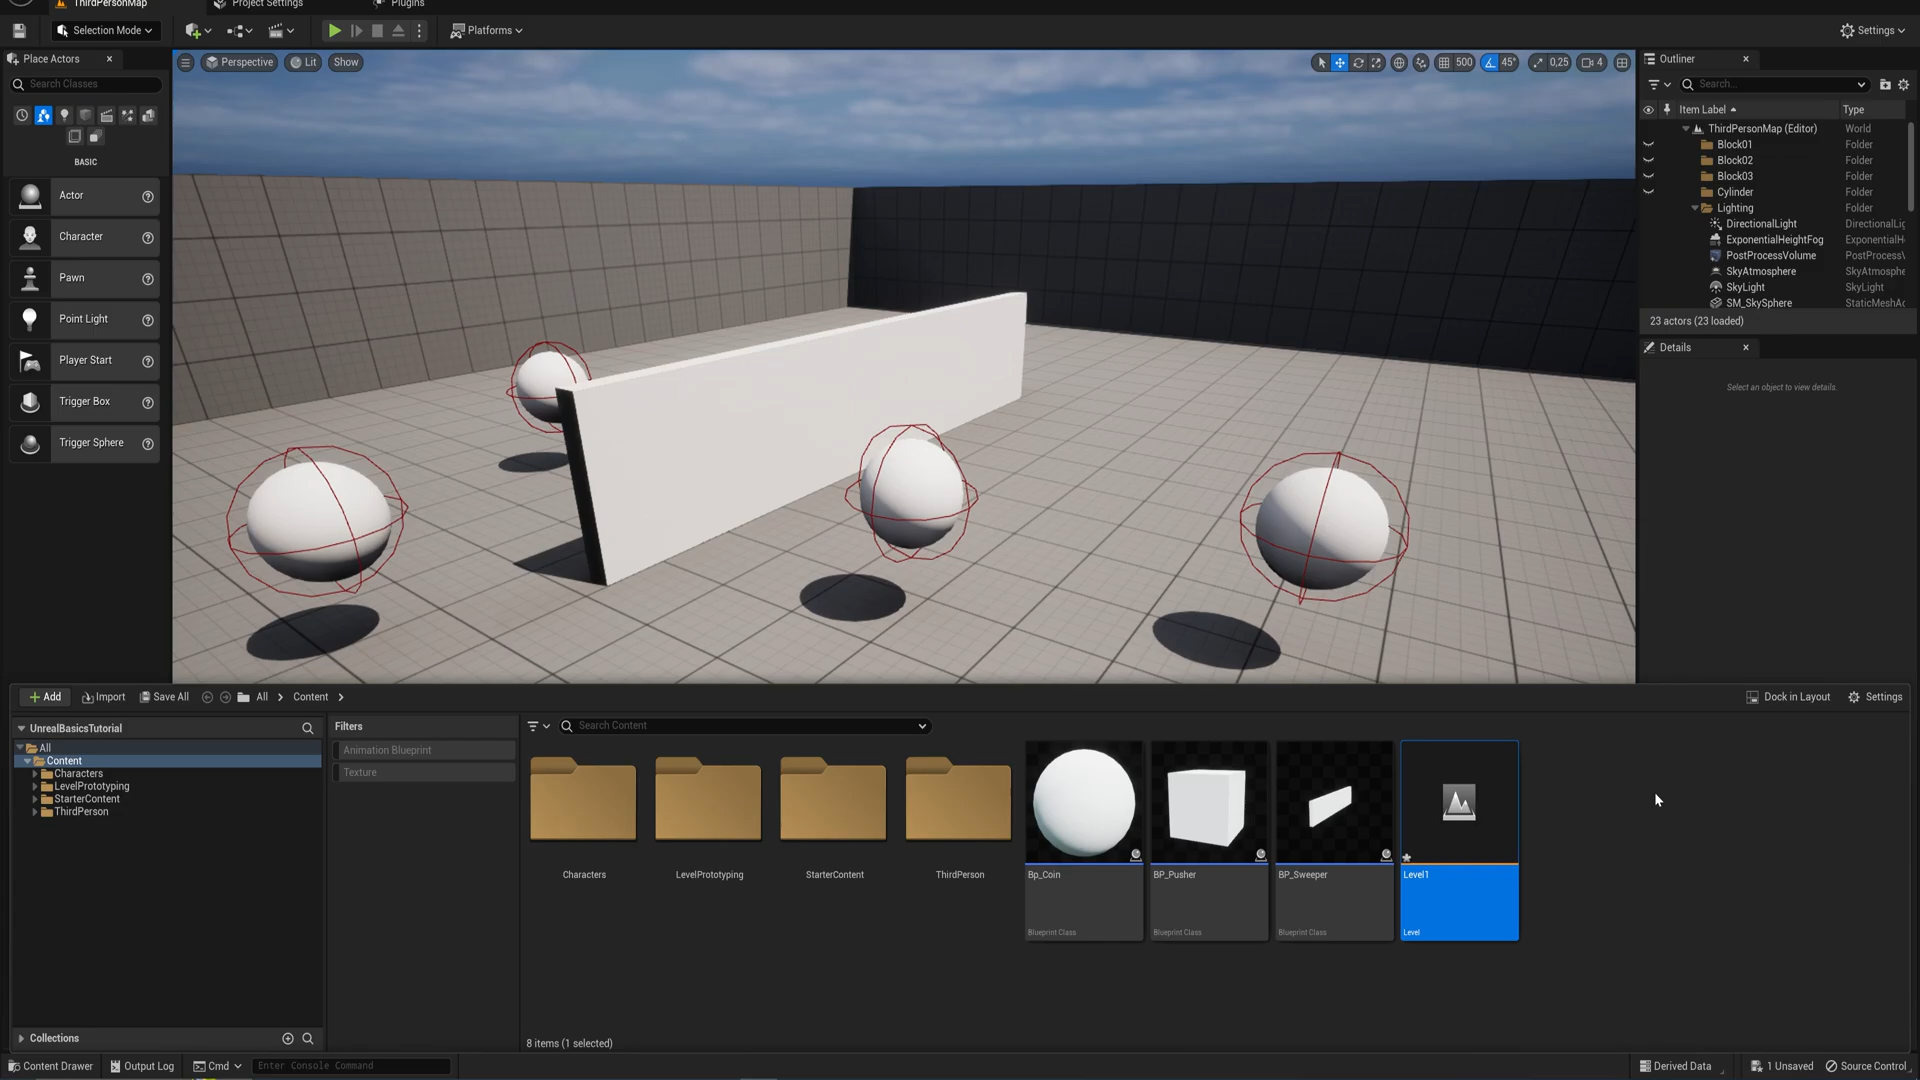 ThirdPersonMap
Project Settings
Plugins
Selection Mode
Platforms
Settings
Place Actors
Search Classes
BASIC
Actor
Character
Pawn
Point Light
Player Start
Trigger Box
Trigger Sphere
Perspective
Lit
Show
500
45°
0,25
4
Outliner
Search...
Item Label
Type
ThirdPersonMap (Editor) World
Block01 Folder
Block02 Folder
Block03 Folder
Cylinder Folder
Lighting Folder
DirectionalLight DirectionalLig
ExponentialHeightFog ExponentialH
PostProcessVolume PostProcessV
SkyAtmosphere SkyAtmosphe
SkyLight SkyLight
SM_SkySphere StaticMeshAc
23 actors (23 loaded)
Details
Select an object to view details.
Add
Import
Save All
All
Content
Dock in Layout
Settings
UnrealBasicsTutorial
All
Content
Characters
LevelPrototyping
StarterContent
ThirdPerson
Collections
Filters
Animation Blueprint
Texture
Search Content
Characters
LevelPrototyping
StarterContent
ThirdPerson
Bp_Coin
Blueprint Class
BP_Pusher
Blueprint Class
BP_Sweeper
Blueprint Class
Level1
Level
8 items (1 selected)
Content Drawer
Output Log
Cmd
Enter Console Command
Derived Data
1 Unsaved
Source Control